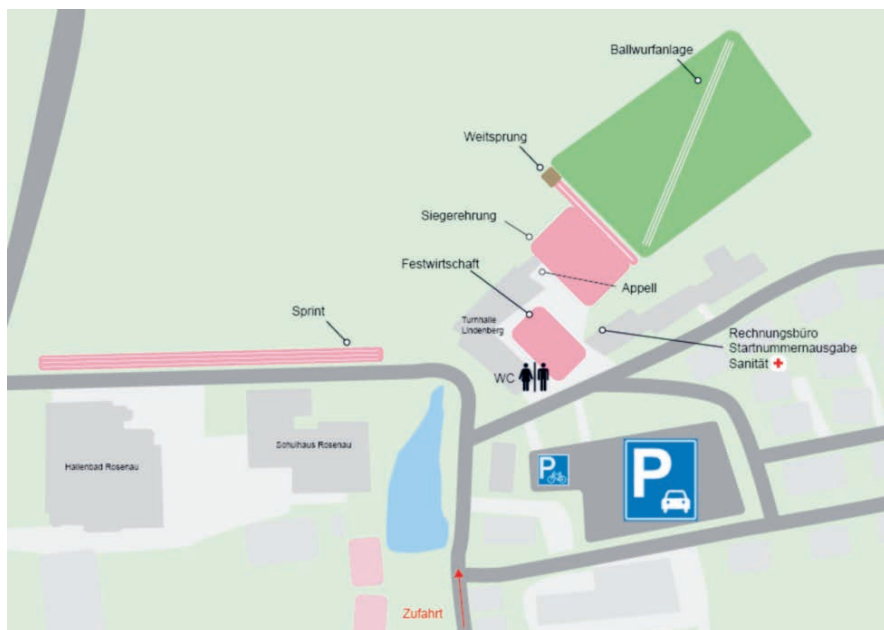 Ballwurfanlage
Weitsprung
Siegerehrung
Festwirtschaft
Appell
Sprint
Turnhalle
Lindenberg
Rechnungsbüro
Startnummernausgabe
Sanität
WC
Schulhaus Rosenau
Hallenbad Rosenau
P
P
Zufahrt